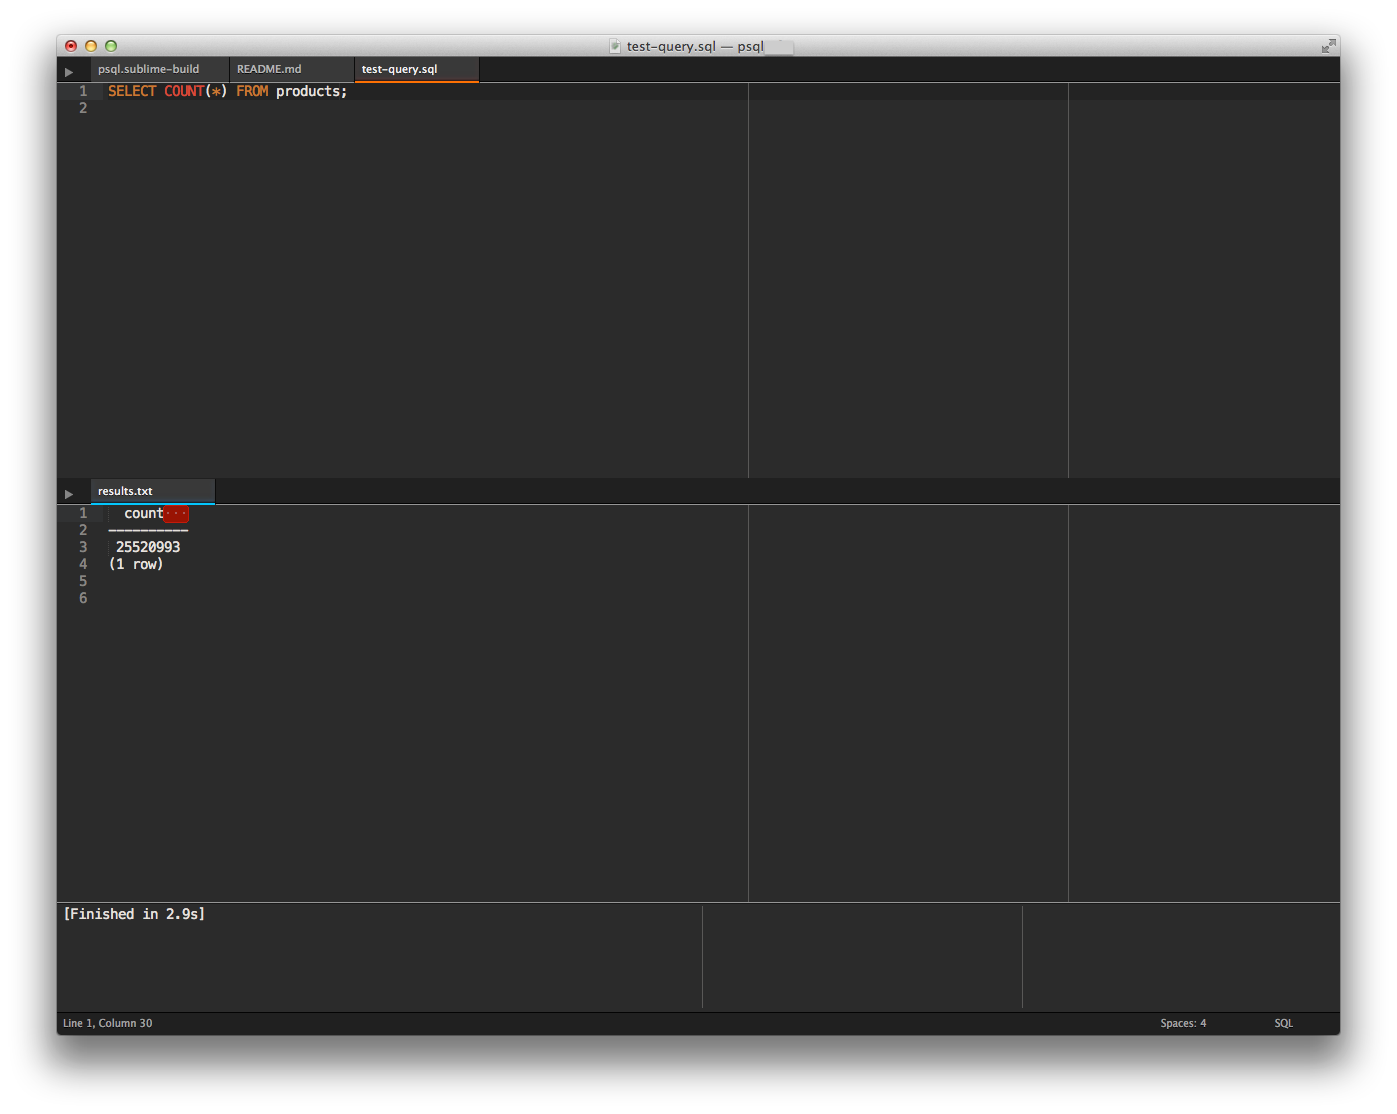 test-query.sql — psql
psql.sublime-build README.md test-query.sql
1 SELECT COUNT(*) FROM products;
2
results.txt
1 count
2 ----------
3 25520993
4 (1 row)
5
6
[Finished in 2.9s]
Line 1, Column 30 Spaces: 4 SQL